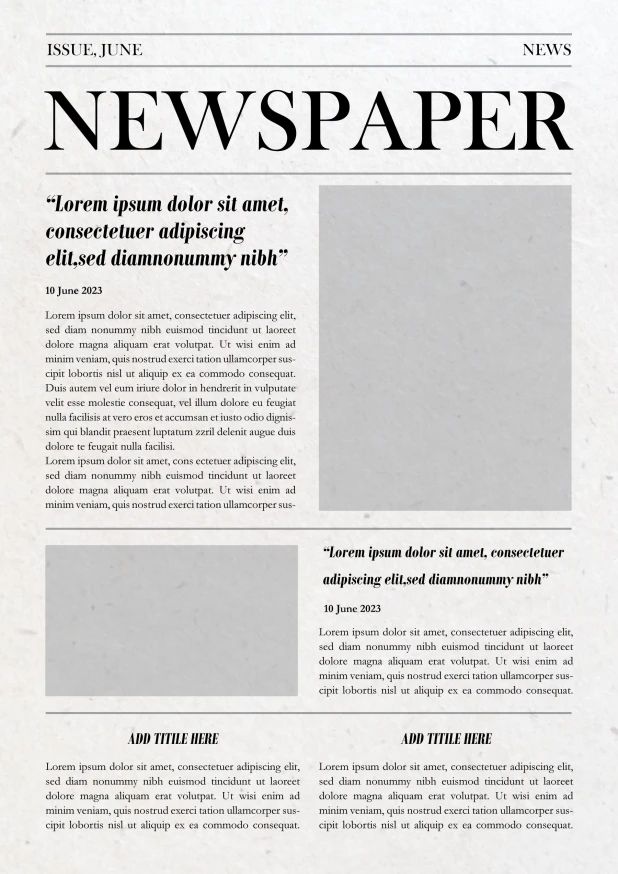 ISSUE, JUNE
NEWS
NEWSPAPER
“Lorem ipsum dolor sit amet,
consectetuer adipiscing
elit,sed diamnonummy nibh”
10 June 2023
Lorem ipsum dolor sit amet, consectetuer adipiscing elit,
sed diam nonummy nibh euismod tincidunt ut laoreet
dolore magna aliquam erat volutpat. Ut wisi enim ad
minim veniam, quis nostrud exerci tation ullamcorper sus-
cipit lobortis nisl ut aliquip ex ea commodo consequat.
Duis autem vel eum iriure dolor in hendrerit in vulputate
velit esse molestie consequat, vel illum dolore eu feugiat
nulla facilisis at vero eros et accumsan et iusto odio dignis-
sim qui blandit praesent luptatum zzril delenit augue duis
dolore te feugait nulla facilisi.
Lorem ipsum dolor sit amet, cons ectetuer adipiscing elit,
sed diam nonummy nibh euismod tincidunt ut laoreet
dolore magna aliquam erat volutpat. Ut wisi enim ad
minim veniam, quis nostrud exerci tation ullamcorper sus-
“Lorem ipsum dolor sit amet, consectetuer
adipiscing elit,sed diamnonummy nibh”
10 June 2023
Lorem ipsum dolor sit amet, consectetuer adipiscing elit,
sed diam nonummy nibh euismod tincidunt ut laoreet
dolore magna aliquam erat volutpat. Ut wisi enim ad
minim veniam, quis nostrud exerci tation ullamcorper sus-
cipit lobortis nisl ut aliquip ex ea commodo consequat.
ADD TITILE HERE
Lorem ipsum dolor sit amet, consectetuer adipiscing elit,
sed diam nonummy nibh euismod tincidunt ut laoreet
dolore magna aliquam erat volutpat. Ut wisi enim ad
minim veniam, quis nostrud exerci tation ullamcorper sus-
cipit lobortis nisl ut aliquip ex ea commodo consequat.
ADD TITILE HERE
Lorem ipsum dolor sit amet, consectetuer adipiscing elit,
sed diam nonummy nibh euismod tincidunt ut laoreet
dolore magna aliquam erat volutpat. Ut wisi enim ad
minim veniam, quis nostrud exerci tation ullamcorper sus-
cipit lobortis nisl ut aliquip ex ea commodo consequat.